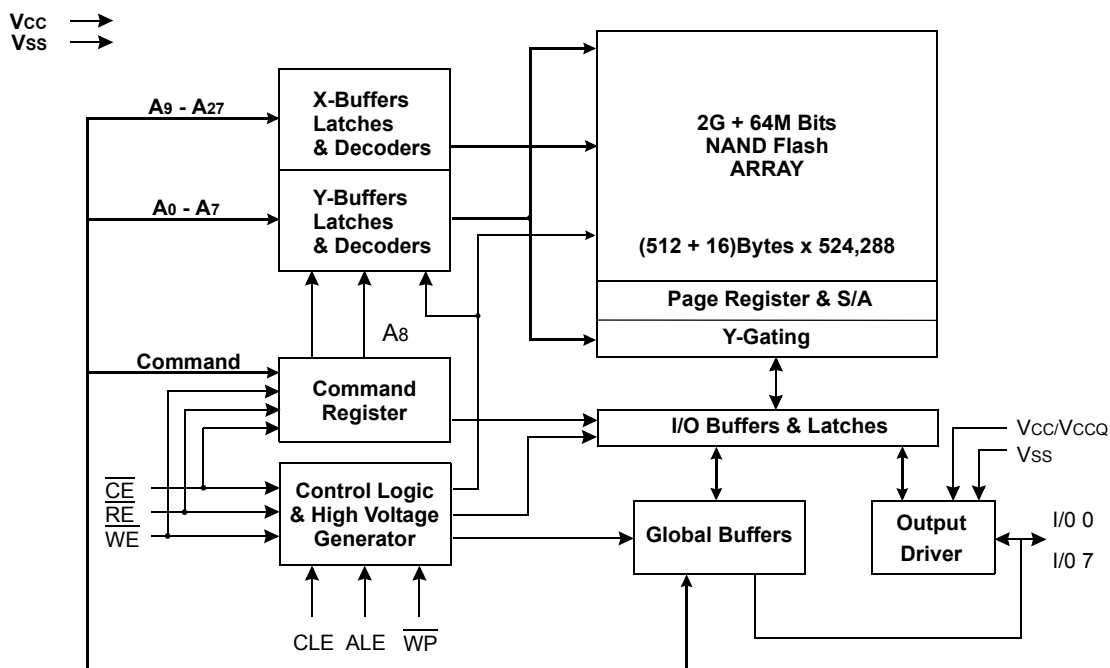 VCC
VSS
A9 - A27
X-Buffers
Latches
& Decoders
2G + 64M Bits
NAND Flash
ARRAY
A0 - A7
Y-Buffers
Latches
& Decoders
(512 + 16)Bytes x 524,288
Page Register & S/A
Y-Gating
A8
Command
Command
Register
I/O Buffers & Latches
VCC/VCCQ
VSS
CE
RE
WE
Control Logic
& High Voltage
Generator
Global Buffers
Output
Driver
I/0 0
I/0 7
CLE
ALE
WP